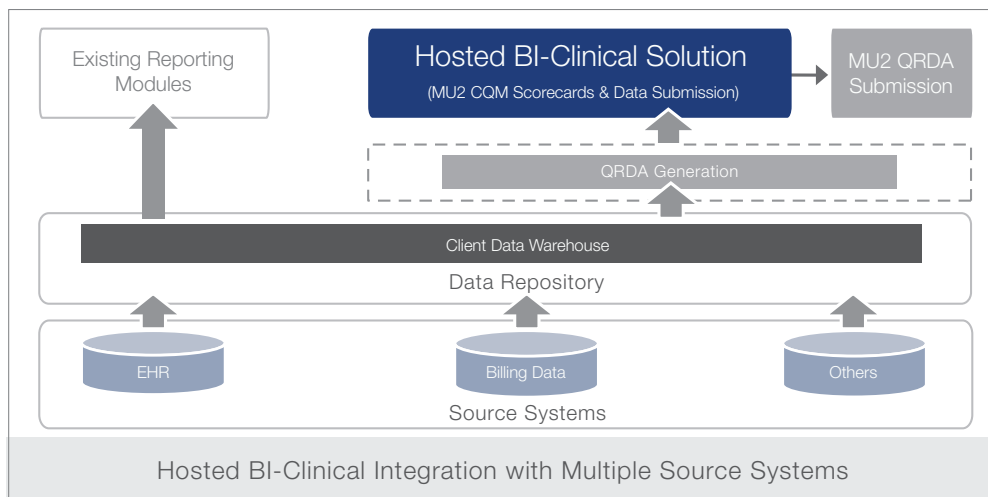 Existing Reporting
Modules
Hosted BI-Clinical Solution
(MU2 CQM Scorecards & Data Submission)
MU2 QRDA
Submission
QRDA Generation
Client Data Warehouse
Data Repository
EHR
Billing Data
Others
Source Systems
Hosted BI-Clinical Integration with Multiple Source Systems